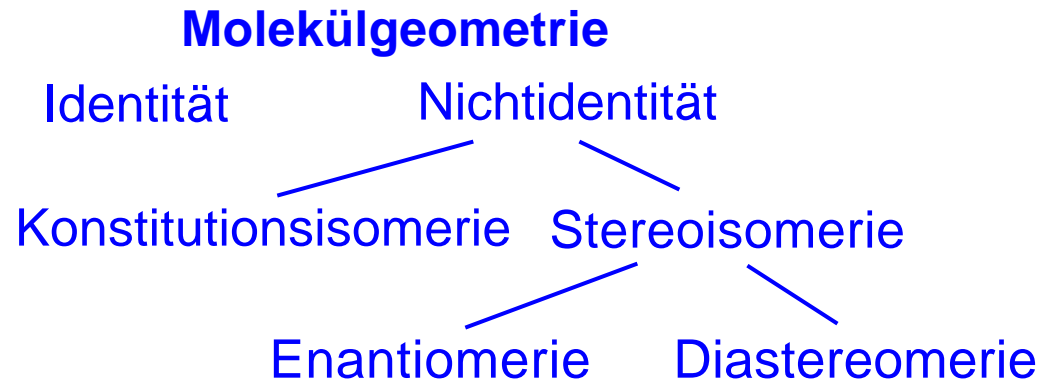 Molekülgeometrie
Identität Nichtidentität
Konstitutionsisomerie Stereoisomerie
Enantiomerie Diastereomerie